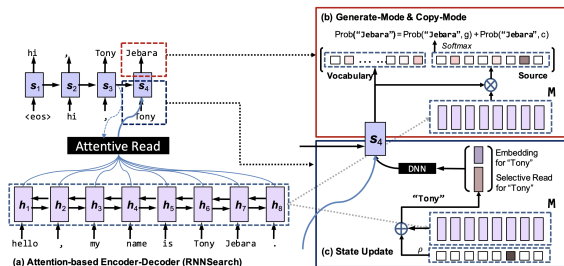 hi , Tony Jebara
s1 s2 s3 s4
<eos> hi , Tony
Attentive Read
h1 h2 h3 h4 h5 h6 h7 h8
hello , my name is Tony Jebara .
(a) Attention-based Encoder-Decoder (RNNSearch)
(b) Generate-Mode & Copy-Mode
Prob("Jebara") = Prob("Jebara", g) + Prob("Jebara", c)
Softmax
... ...
Vocabulary Source
M
s4
DNN
Embedding
for "Tony"
Selective Read
for "Tony"
"Tony"
M
ρ
(c) State Update